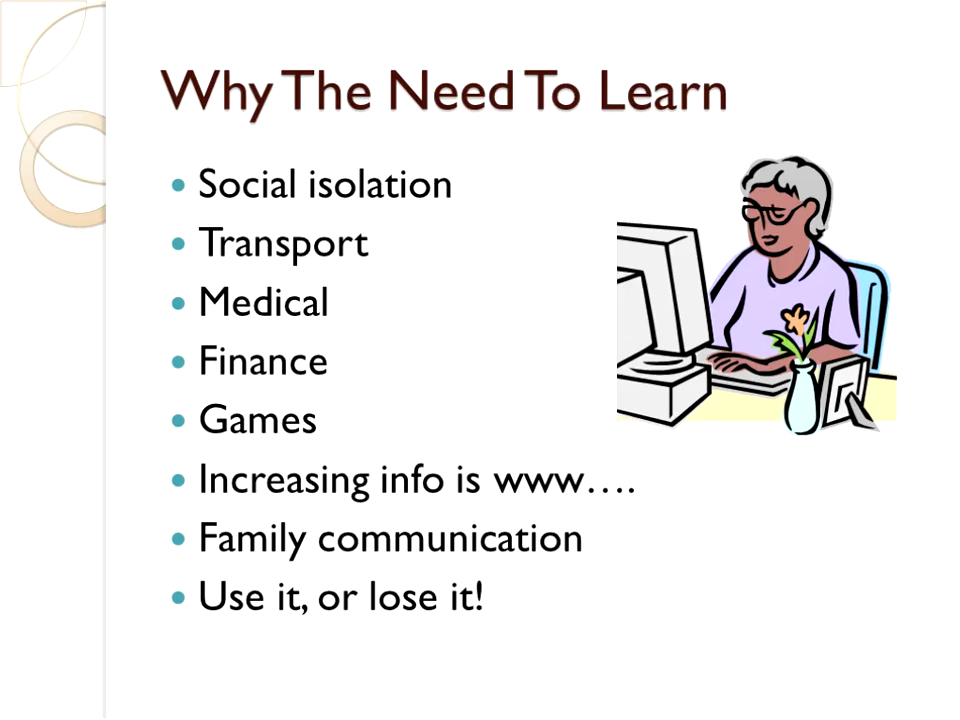 Why The Need To Learn
Social isolation
Transport
Medical
Finance
Games
Increasing info is www….
Family communication
Use it, or lose it!